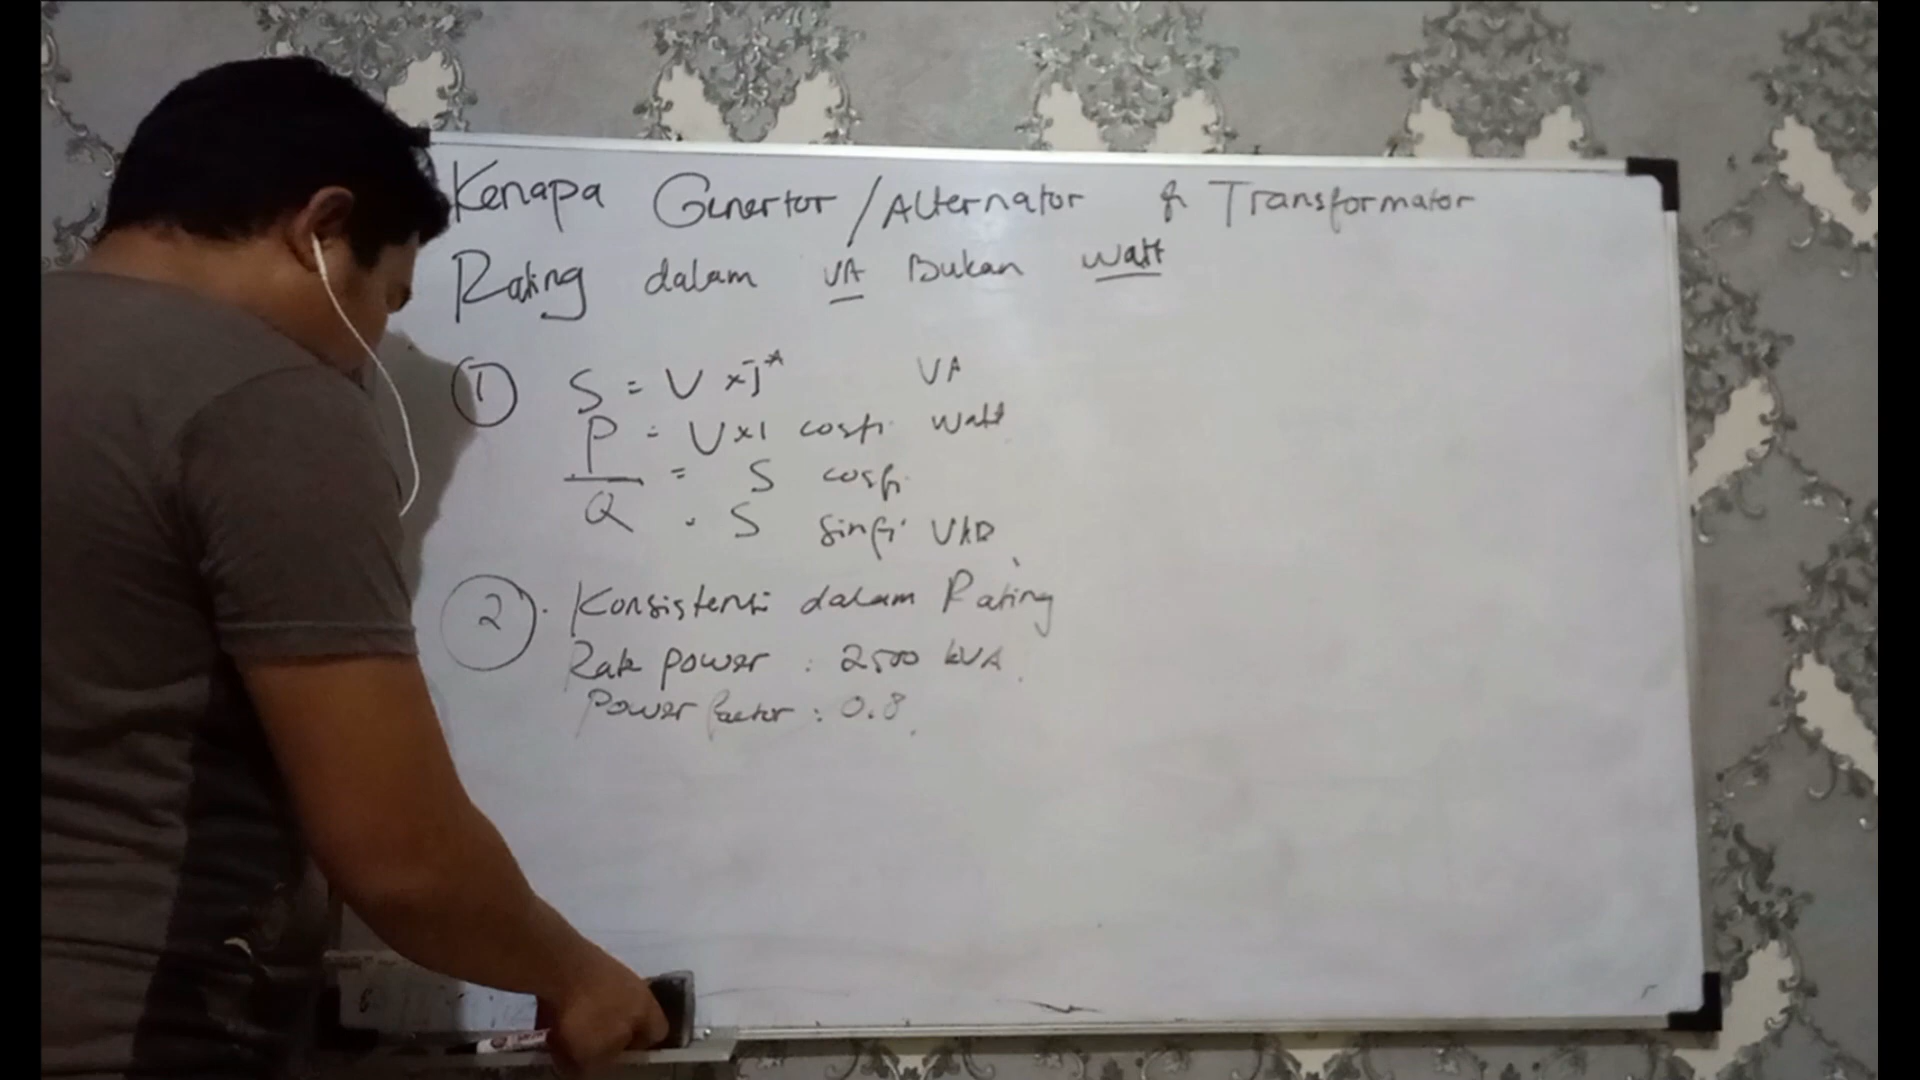 Kenapa Genertor / Alternator & Transformator
Rating dalam VA Bukan Watt
1 S = V x I* VA
P = V x I cosfi Watt
= S cosfi
Q = S sinfi VAR
2. Konsistensi dalam Rating
Rate power : 2500 kVA
Power factor : 0.8